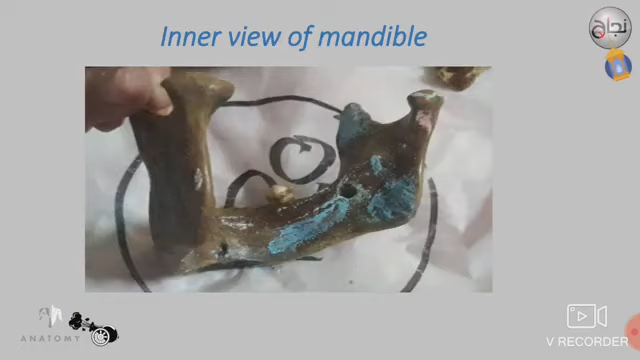 Inner view of mandible
نجاح
ANATOMY
V RECORDER